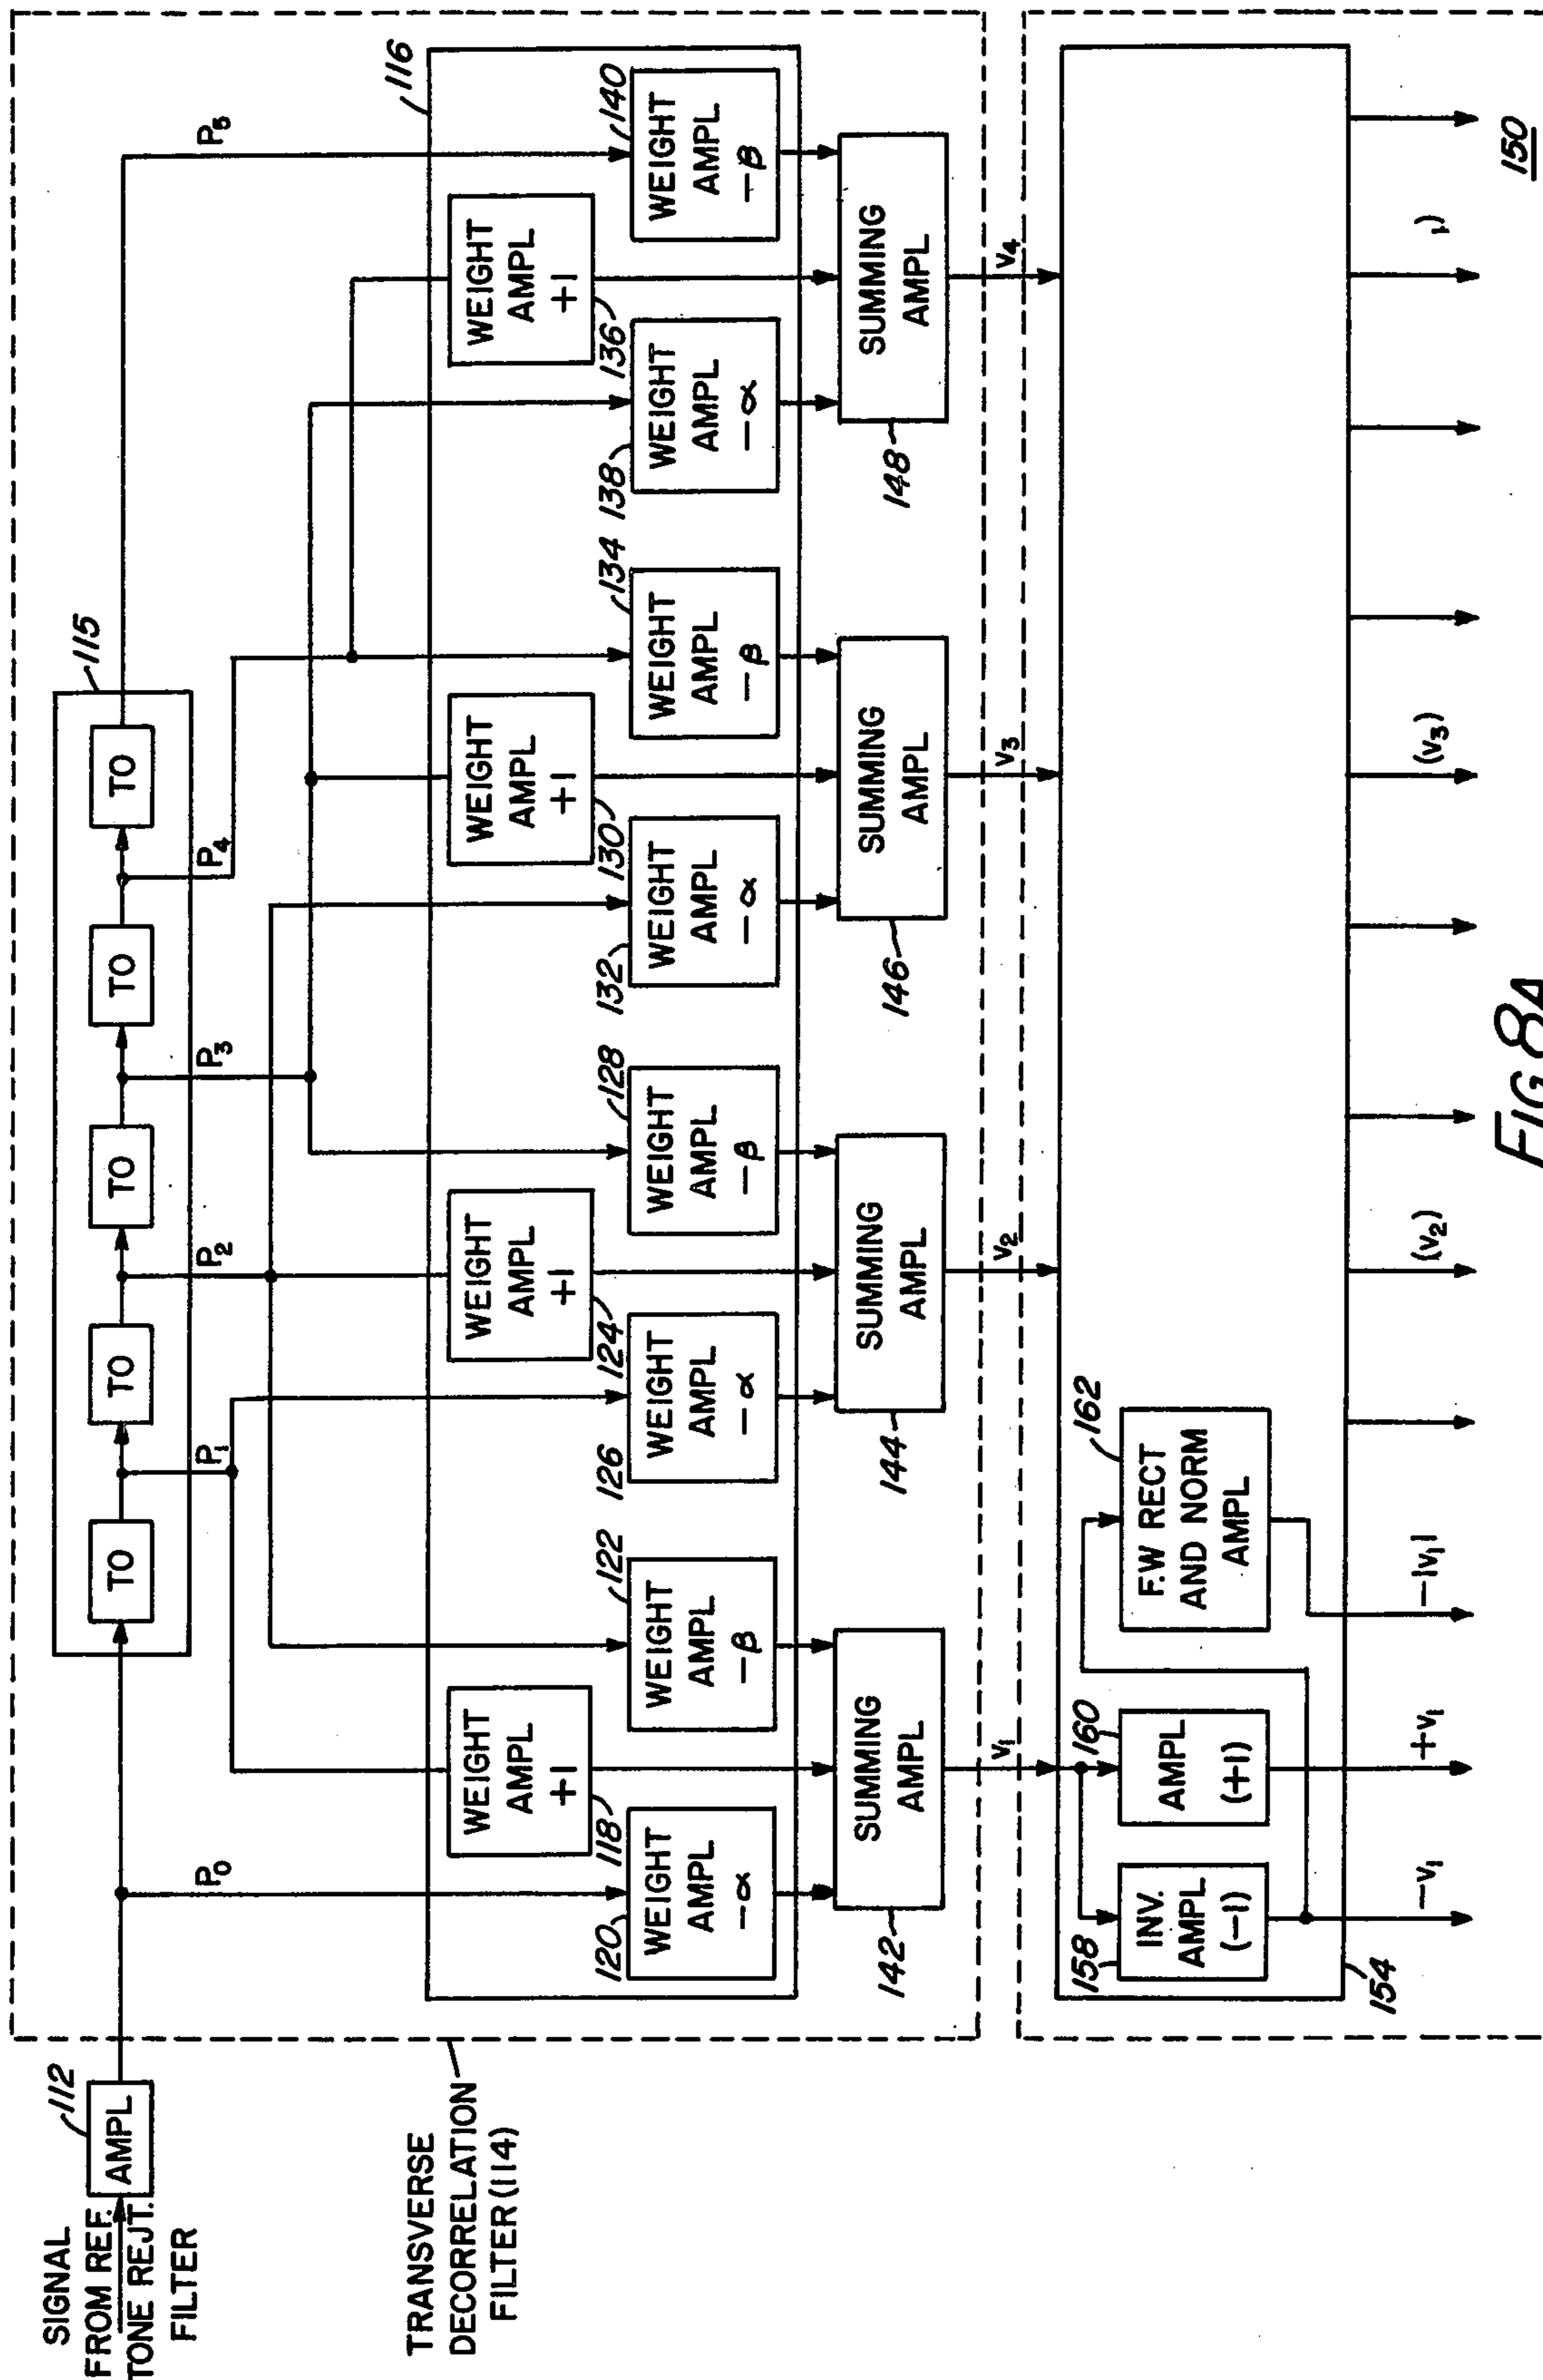 SIGNAL
FROM REF.
TONE REJT.
FILTER
112
AMPL
TRANSVERSE
DECORRELATION
FILTER (114)
115
TO
TO
TO
TO
TO
P0
P1
P2
P3
P4
P5
116
WEIGHT
AMPL
+1
118
WEIGHT
AMPL
+1
124
WEIGHT
AMPL
+1
130
WEIGHT
AMPL
+1
136
120
WEIGHT
AMPL
-α
122
WEIGHT
AMPL
-β
126
WEIGHT
AMPL
-α
128
WEIGHT
AMPL
-β
132
WEIGHT
AMPL
-α
134
WEIGHT
AMPL
-β
138
WEIGHT
AMPL
-α
140
WEIGHT
AMPL
-β
SUMMING
AMPL
142
SUMMING
AMPL
144
SUMMING
AMPL
146
SUMMING
AMPL
148
V1
V2
V3
V4
158
INV.
AMPL
(-1)
160
AMPL
(+1)
162
F.W RECT
AND NORM
AMPL
154
-V1
+V1
-|V1|
(V2)
(V3)
150
FIG 8A